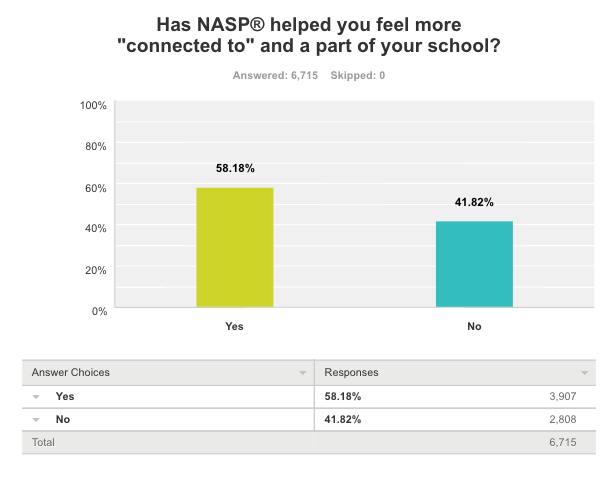 Has NASP® helped you feel more
"connected to" and a part of your school?
Answered: 6,715 Skipped: 0
100%
80%
60%
40%
20%
0%
58.18%
41.82%
Yes No
Answer Choices Responses
Yes 58.18% 3,907
No 41.82% 2,808
Total 6,715